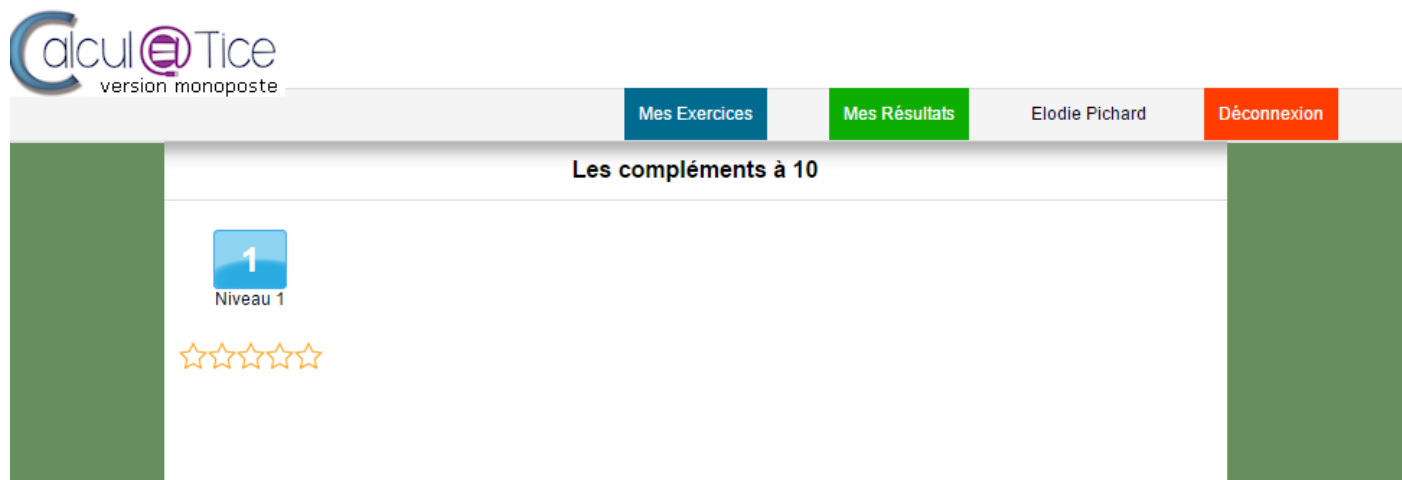 Calcul@Tice
version monoposte
Mes Exercices Mes Résultats Elodie Pichard Déconnexion
Les compléments à 10
1
Niveau 1